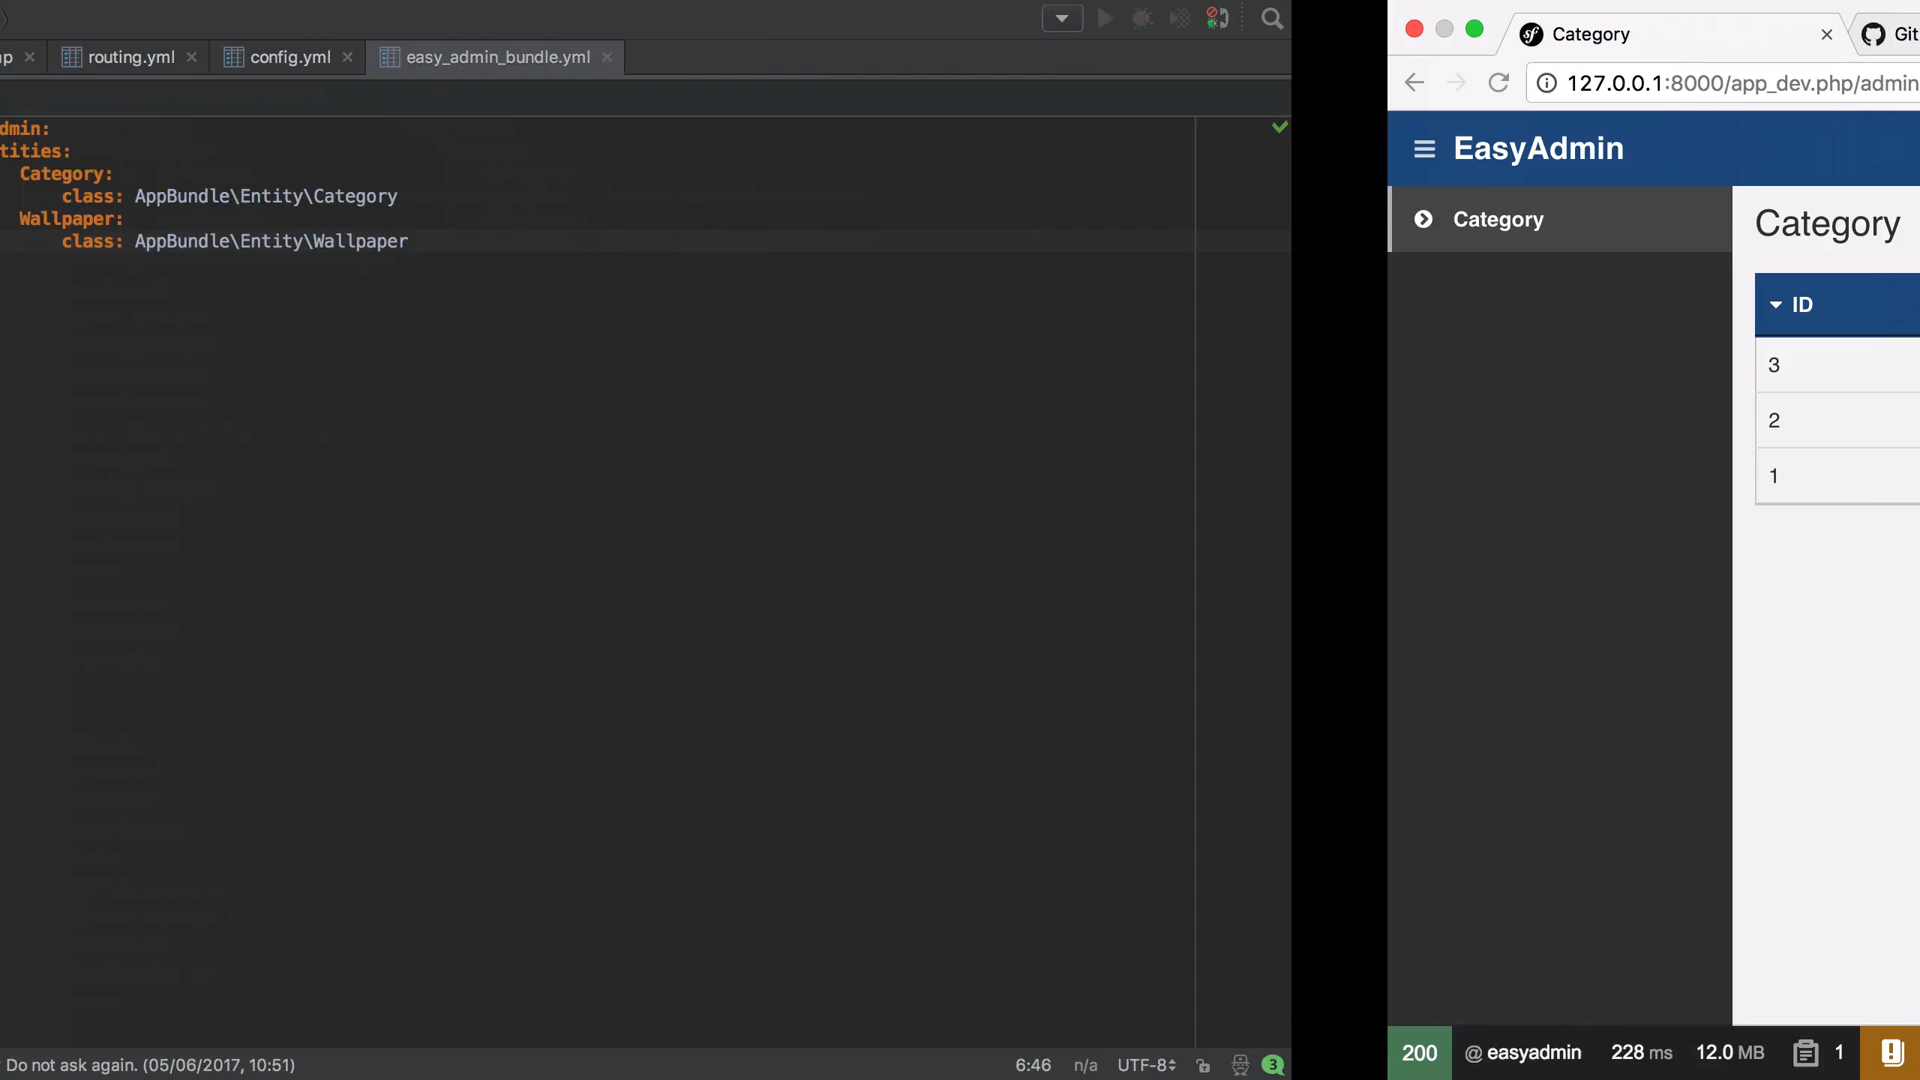 p
routing.yml
config.yml
easy_admin_bundle.yml
dmin:
tities:
Category:
class: AppBundle\Entity\Category
Wallpaper:
class: AppBundle\Entity\Wallpaper
Do not ask again. (05/06/2017, 10:51)
6:46 n/a UTF-8 3
Category
Git
127.0.0.1:8000/app_dev.php/admin
EasyAdmin
Category
Category
ID
3
2
1
200 @ easyadmin 228 ms 12.0 MB 1